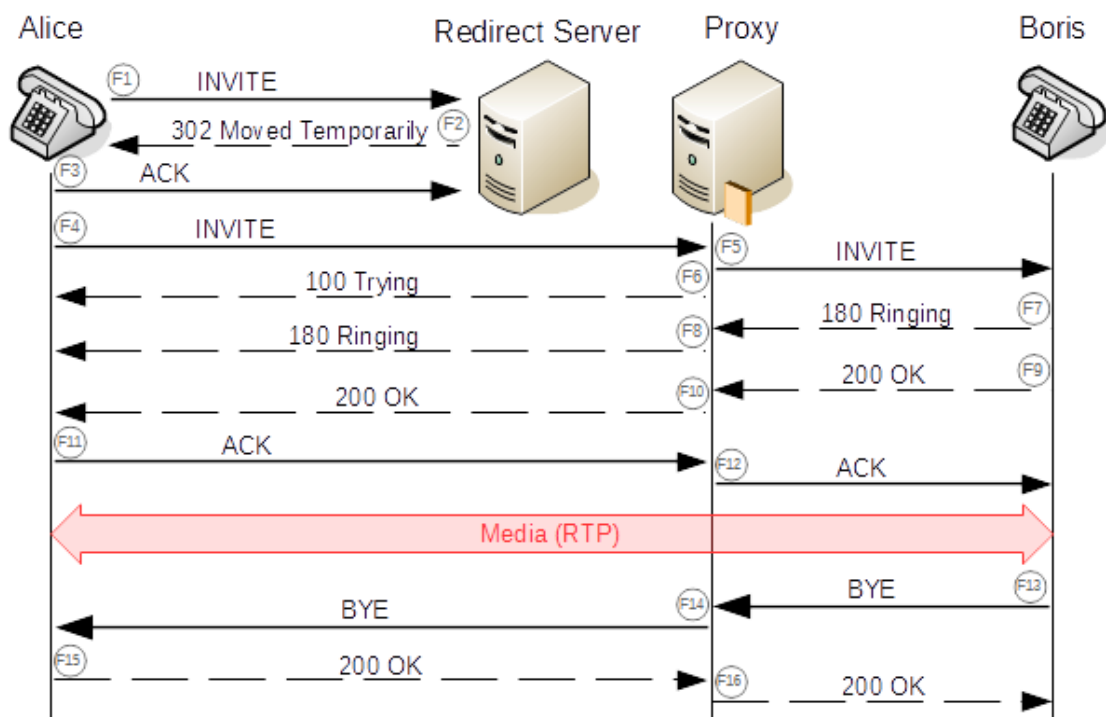 Alice
Redirect Server
Proxy
Boris
F1
INVITE
302 Moved Temporarily
F2
F3
ACK
F4
INVITE
F5
INVITE
100 Trying
F6
180 Ringing
F7
180 Ringing
F8
200 OK
F9
200 OK
F10
F11
ACK
F12
ACK
Media (RTP)
BYE
F13
BYE
F14
F15
200 OK
F16
200 OK